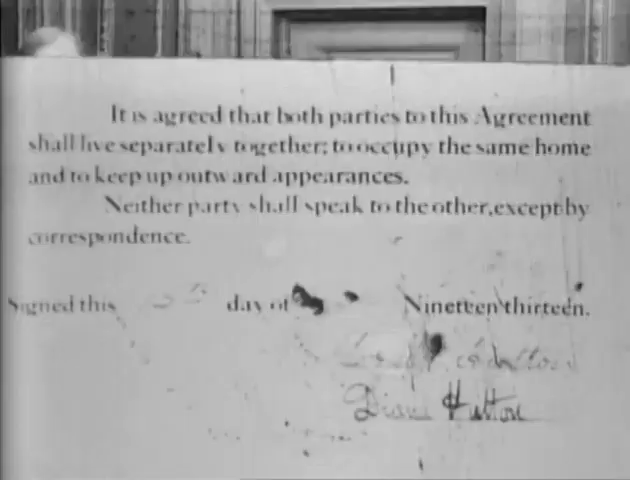 It is agreed that both parties to this Agreement
shall live separately together; to occupy the same home
and to keep up outward appearances.
Neither party shall speak to the other, except by
correspondence.
Signed this day of Nineteen thirteen.
Diana Hutton